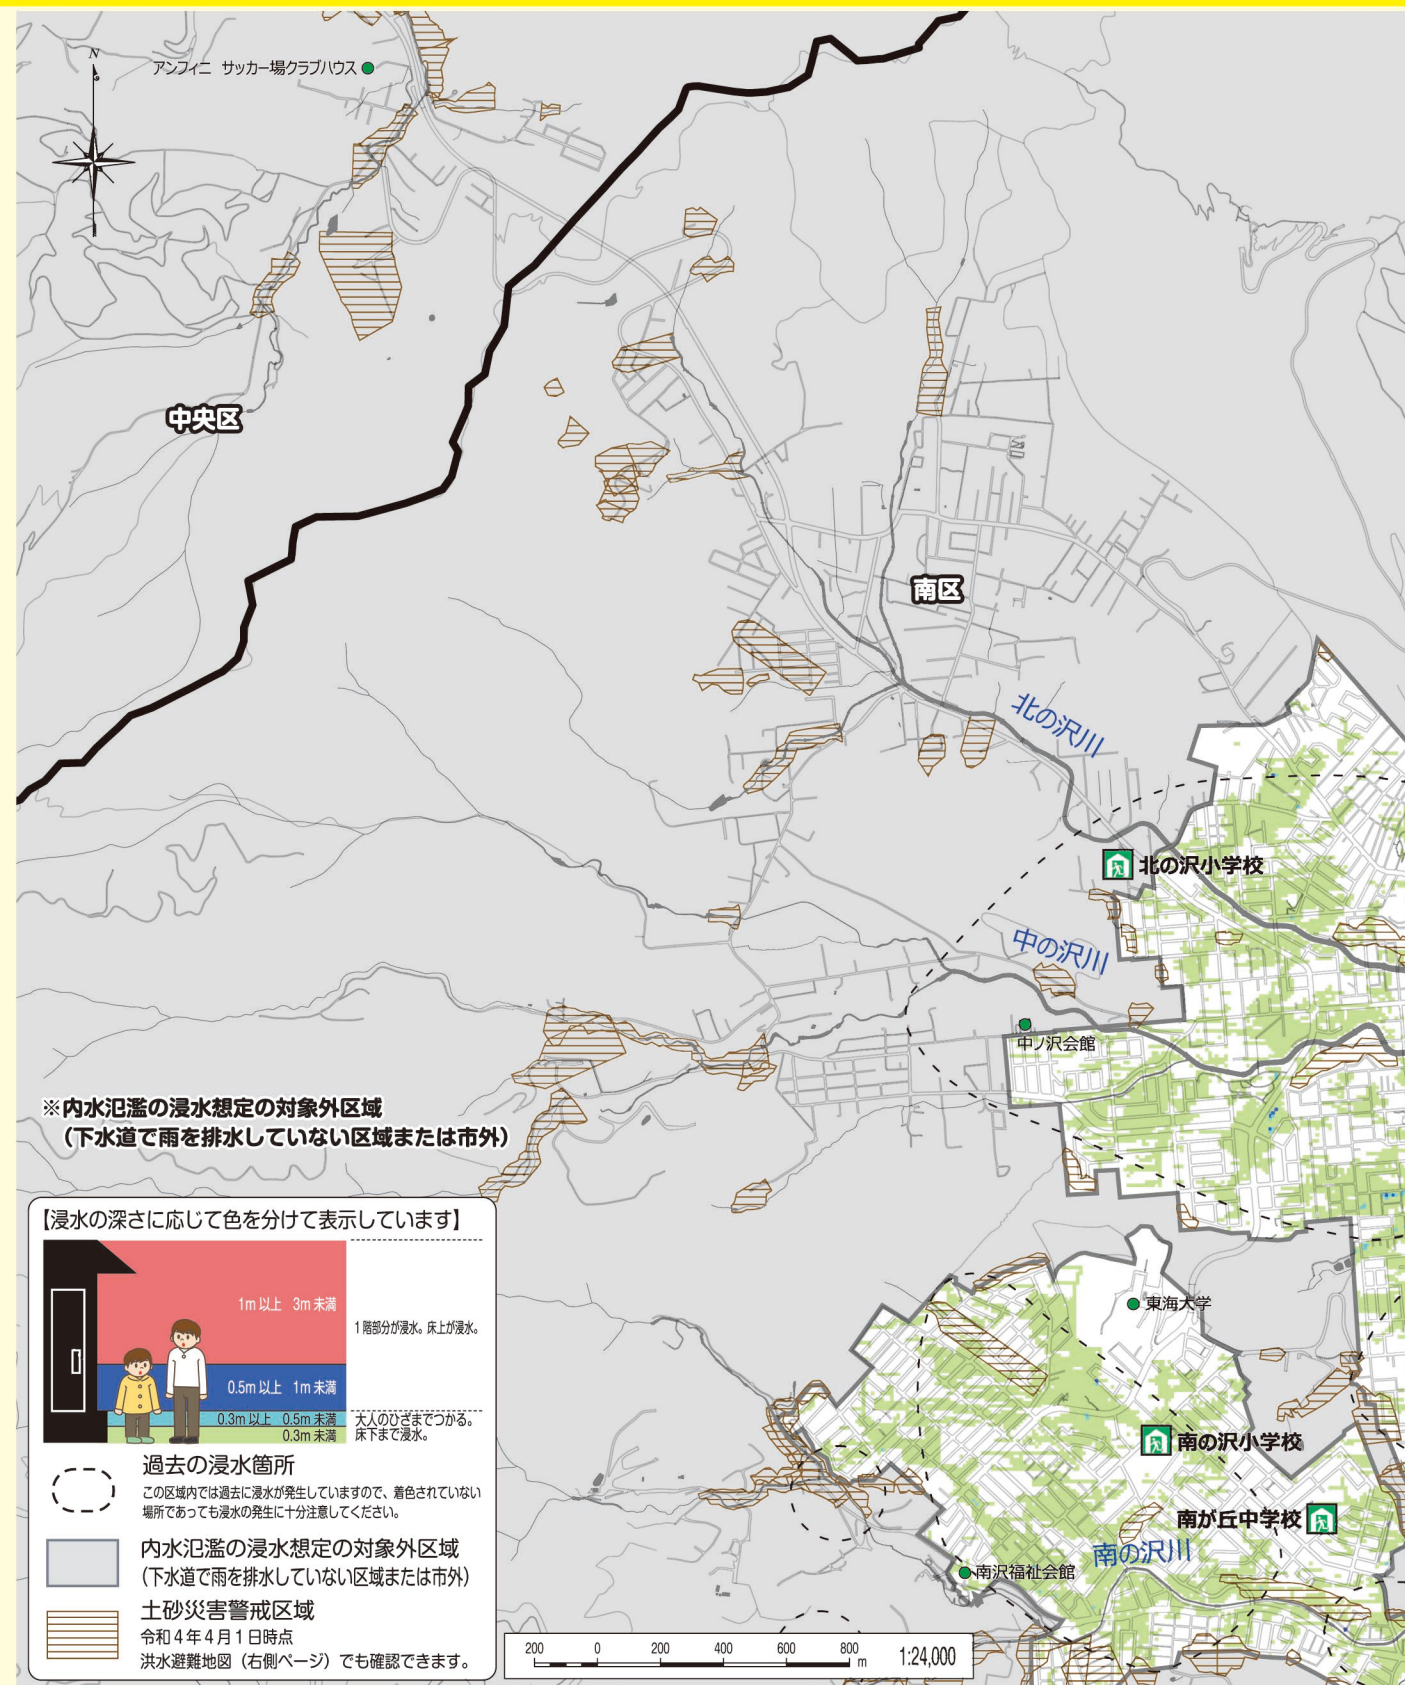 N
アンフィニ サッカー場クラブハウス
中央区
南区
北の沢川
北の沢小学校
中の沢川
中ノ沢会館
※内水氾濫の浸水想定の対象外区域
(下水道で雨を排水していない区域または市外)
【浸水の深さに応じて色を分けて表示しています】
1m 以上 3m 未満
1 階部分が浸水。床上が浸水。
0.5m 以上 1m 未満
0.3m 以上 0.5m 未満
大人のひざまでつかる。
0.3m 未満
床下まで浸水。
過去の浸水箇所
この区域内では過去に浸水が発生していますので、着色されていない
場所であっても浸水の発生に十分注意してください。
内水氾濫の浸水想定の対象外区域
(下水道で雨を排水していない区域または市外)
土砂災害警戒区域
令和4年4月1日時点
洪水避難地図(右側ページ)でも確認できます。
東海大学
南の沢小学校
南が丘中学校
南の沢川
南沢福祉会館
200 0 200 400 600 800 m
1:24,000